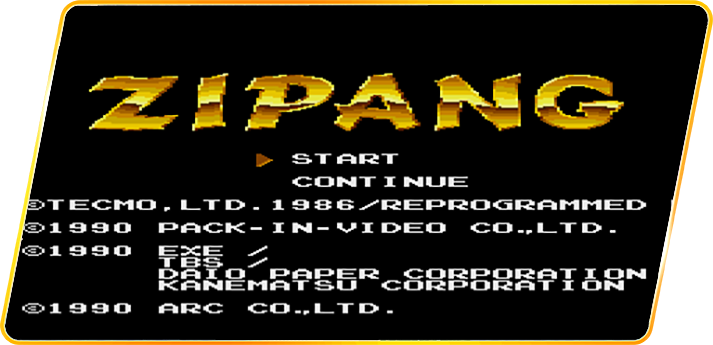 ZIPANG
START
CONTINUE
©TECMO,LTD.1986/REPROGRAMMED
©1990 PACK-IN-VIDEO CO.,LTD.
©1990 EXE /
TBS /
DAIO PAPER CORPORATION
KANEMATSU CORPORATION
©1990 ARC CO.,LTD.